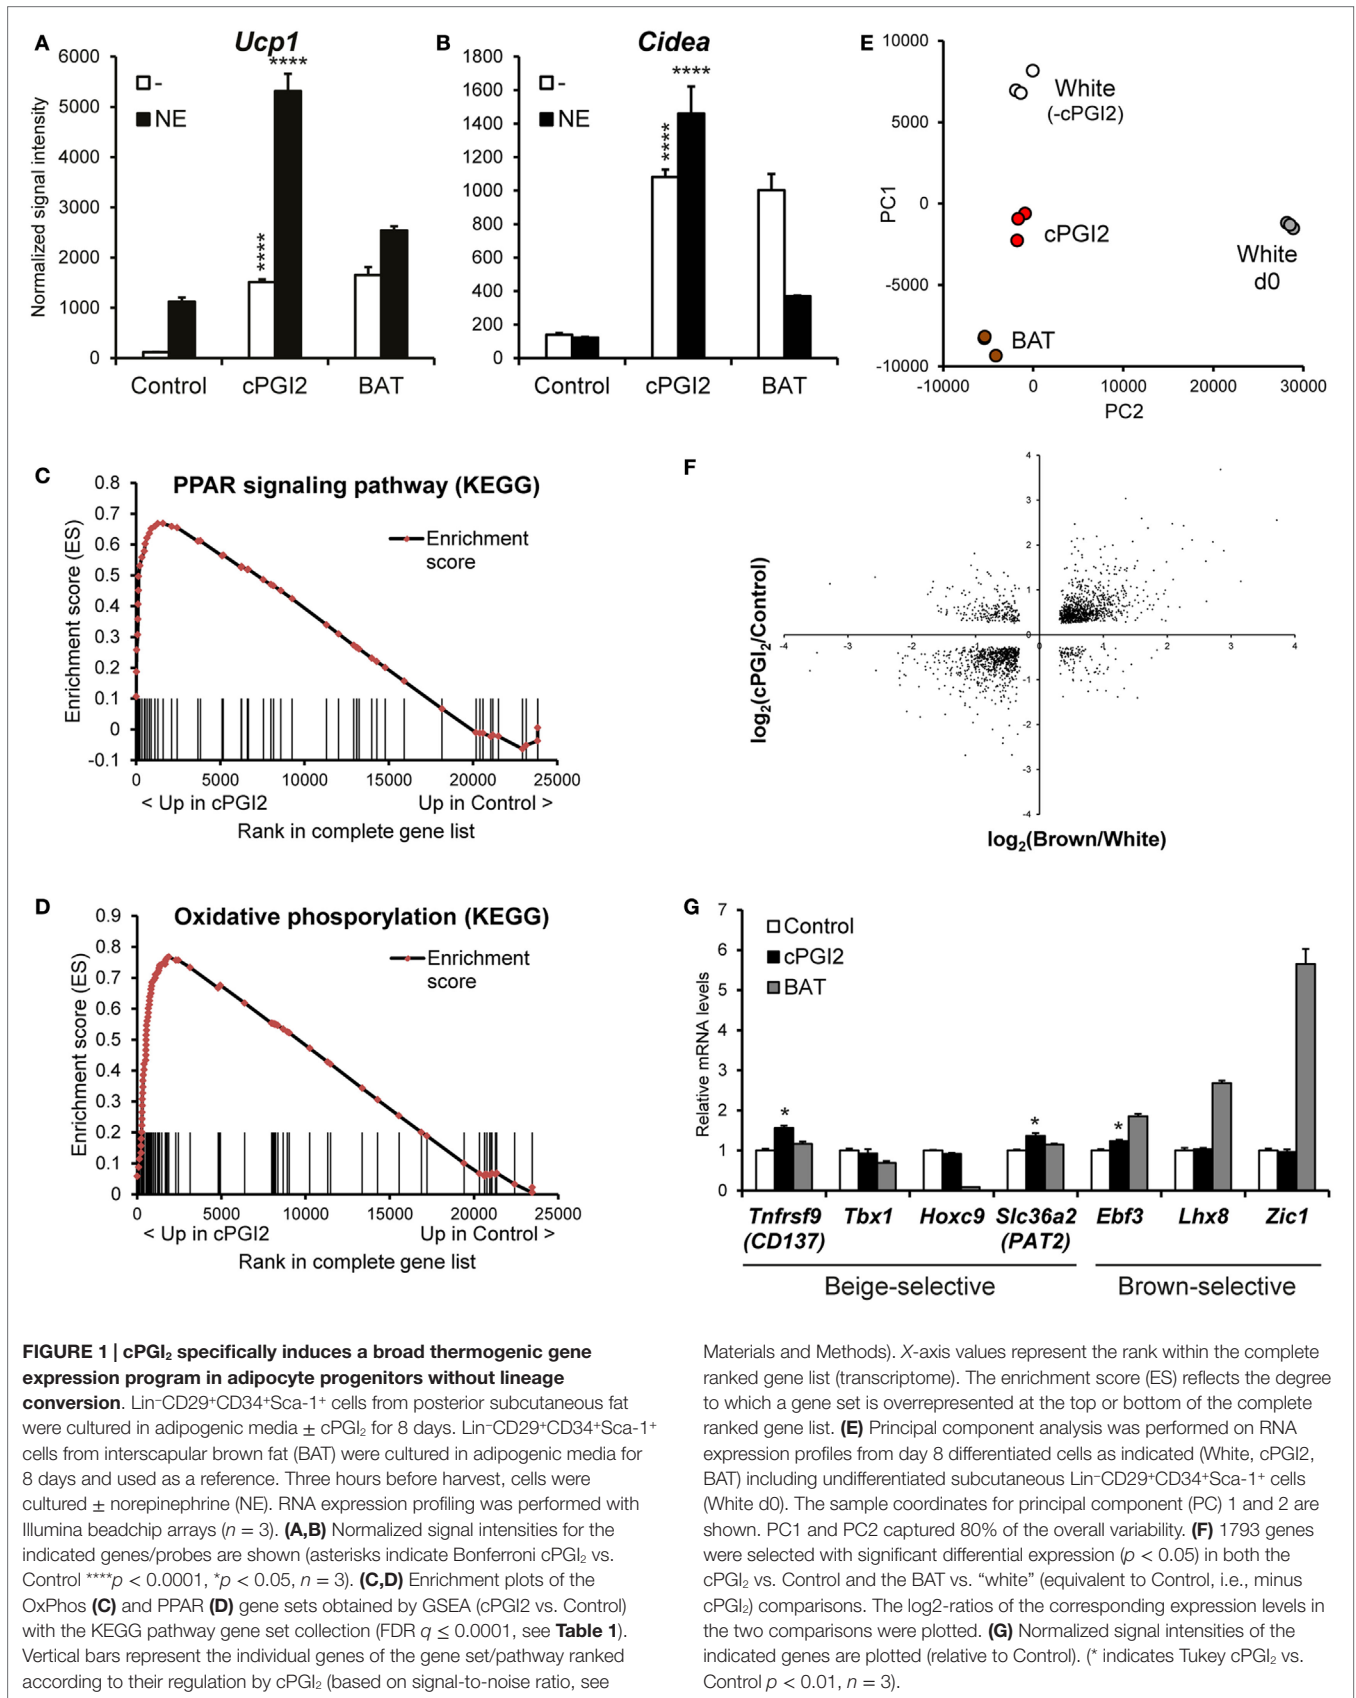 A
Ucp1
6000
5000
4000
3000
2000
1000
0
Normalized signal intensity
-
NE
****
****
Control
cPGI2
BAT
B
Cidea
1800
1600
1400
1200
1000
800
600
400
200
0
-
NE
****
****
Control
cPGI2
BAT
E
10000
5000
0
-5000
-10000
PC1
White
(-cPGI2)
cPGI2
White
d0
BAT
-10000
0
10000
20000
30000
PC2
C
PPAR signaling pathway (KEGG)
0.8
0.7
0.6
0.5
0.4
0.3
0.2
0.1
0
-0.1
Enrichment score (ES)
Enrichment
score
0
5000
10000
15000
20000
25000
< Up in cPGI2
Up in Control >
Rank in complete gene list
F
4
3
2
1
0
-1
-2
-3
-4
-4
-3
-2
-1
0
1
2
3
4
log₂(cPGI₂/Control)
log₂(Brown/White)
D
Oxidative phosporylation (KEGG)
0.9
0.8
0.7
0.6
0.5
0.4
0.3
0.2
0.1
0
Enrichment score (ES)
Enrichment
score
0
5000
10000
15000
20000
25000
< Up in cPGI2
Up in Control >
Rank in complete gene list
G
7
6
5
4
3
2
1
0
Relative mRNA levels
Control
cPGI2
BAT
*
*
*
Tnfrsf9
(CD137)
Tbx1
Hoxc9
Slc36a2
(PAT2)
Ebf3
Lhx8
Zic1
Beige-selective
Brown-selective
FIGURE 1 | cPGI₂ specifically induces a broad thermogenic gene
expression program in adipocyte progenitors without lineage
conversion. Lin⁻CD29⁺CD34⁺Sca-1⁺ cells from posterior subcutaneous fat
were cultured in adipogenic media ± cPGI₂ for 8 days. Lin⁻CD29⁺CD34⁺Sca-1⁺
cells from interscapular brown fat (BAT) were cultured in adipogenic media for
8 days and used as a reference. Three hours before harvest, cells were
cultured ± norepinephrine (NE). RNA expression profiling was performed with
Illumina beadchip arrays (n = 3). (A,B) Normalized signal intensities for the
indicated genes/probes are shown (asterisks indicate Bonferroni cPGI₂ vs.
Control ****p < 0.0001, *p < 0.05, n = 3). (C,D) Enrichment plots of the
OxPhos (C) and PPAR (D) gene sets obtained by GSEA (cPGI2 vs. Control)
with the KEGG pathway gene set collection (FDR q ≤ 0.0001, see Table 1).
Vertical bars represent the individual genes of the gene set/pathway ranked
according to their regulation by cPGI₂ (based on signal-to-noise ratio, see
Materials and Methods). X-axis values represent the rank within the complete
ranked gene list (transcriptome). The enrichment score (ES) reflects the degree
to which a gene set is overrepresented at the top or bottom of the complete
ranked gene list. (E) Principal component analysis was performed on RNA
expression profiles from day 8 differentiated cells as indicated (White, cPGI2,
BAT) including undifferentiated subcutaneous Lin⁻CD29⁺CD34⁺Sca-1⁺ cells
(White d0). The sample coordinates for principal component (PC) 1 and 2 are
shown. PC1 and PC2 captured 80% of the overall variability. (F) 1793 genes
were selected with significant differential expression (p < 0.05) in both the
cPGI₂ vs. Control and the BAT vs. “white” (equivalent to Control, i.e., minus
cPGI₂) comparisons. The log2-ratios of the corresponding expression levels in
the two comparisons were plotted. (G) Normalized signal intensities of the
indicated genes are plotted (relative to Control). (* indicates Tukey cPGI₂ vs.
Control p < 0.01, n = 3).